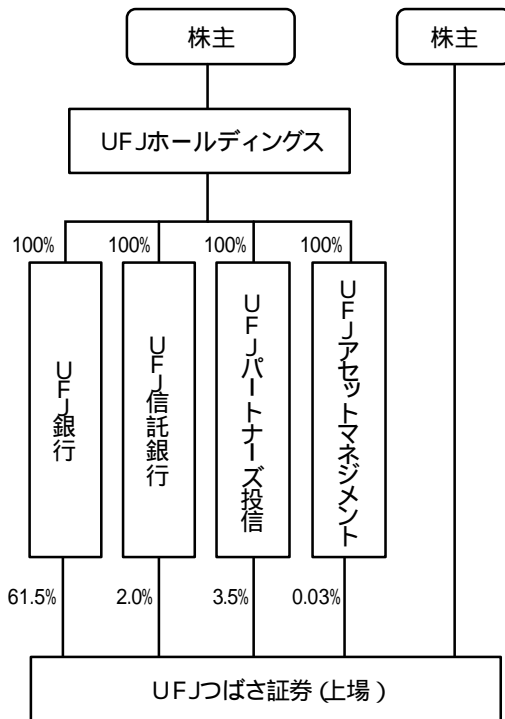 株主
株主
UFJホールディングス
100%
100%
100%
100%
UFJ銀行
UFJ信託銀行
UFJパートナーズ投信
UFJアセットマネジメント
61.5%
2.0%
3.5%
0.03%
UFJつばさ証券（上場）